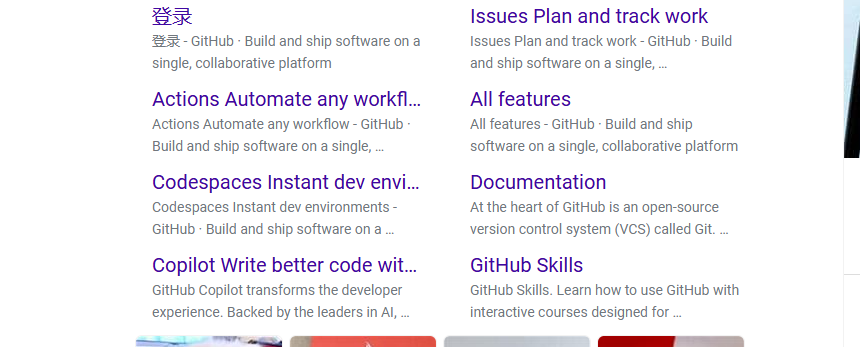 登录
登录 - GitHub · Build and ship software on a
single, collaborative platform
Issues Plan and track work
Issues Plan and track work - GitHub · Build
and ship software on a single, ...
Actions Automate any workfl...
Actions Automate any workflow - GitHub ·
Build and ship software on a single, ...
All features
All features - GitHub · Build and ship
software on a single, collaborative platform
Codespaces Instant dev envi...
Codespaces Instant dev environments -
GitHub · Build and ship software on a ...
Documentation
At the heart of GitHub is an open-source
version control system (VCS) called Git. ...
Copilot Write better code wit...
GitHub Copilot transforms the developer
experience. Backed by the leaders in AI, ...
GitHub Skills
GitHub Skills. Learn how to use GitHub with
interactive courses designed for ...